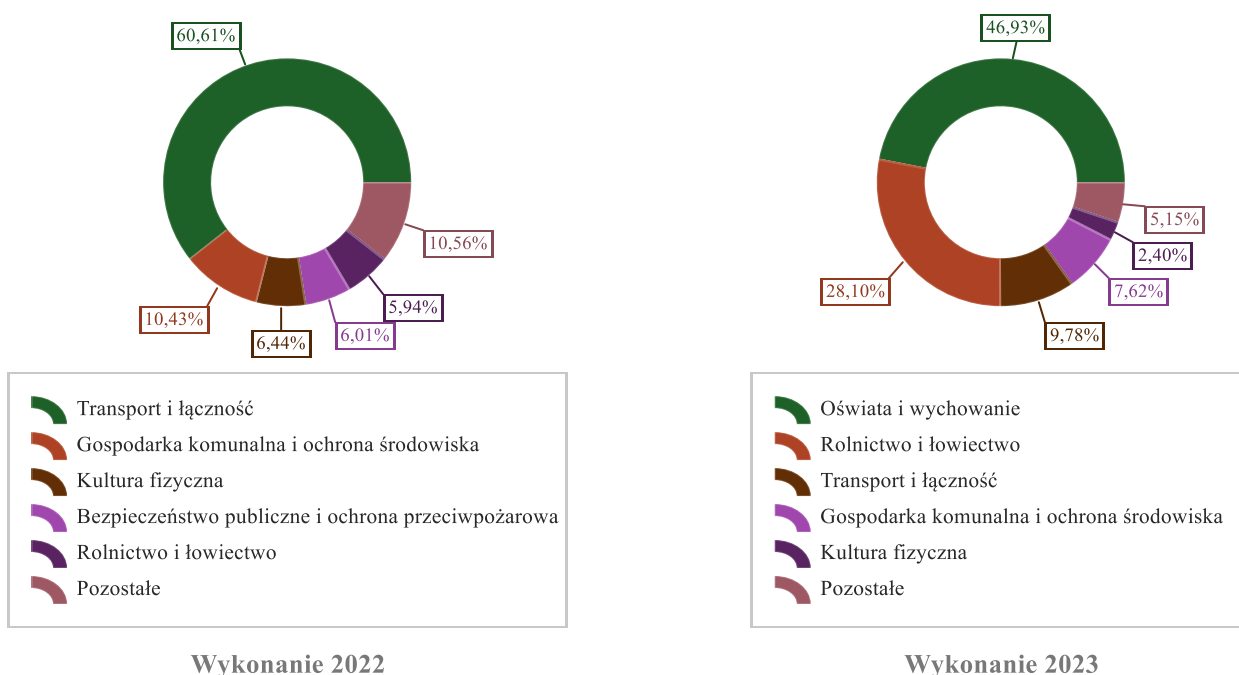 60,61%
10,56%
5,94%
6,01%
6,44%
10,43%
Transport i łączność
Gospodarka komunalna i ochrona środowiska
Kultura fizyczna
Bezpieczeństwo publiczne i ochrona przeciwpożarowa
Rolnictwo i łowiectwo
Pozostałe
Wykonanie 2022
46,93%
5,15%
2,40%
7,62%
9,78%
28,10%
Oświata i wychowanie
Rolnictwo i łowiectwo
Transport i łączność
Gospodarka komunalna i ochrona środowiska
Kultura fizyczna
Pozostałe
Wykonanie 2023